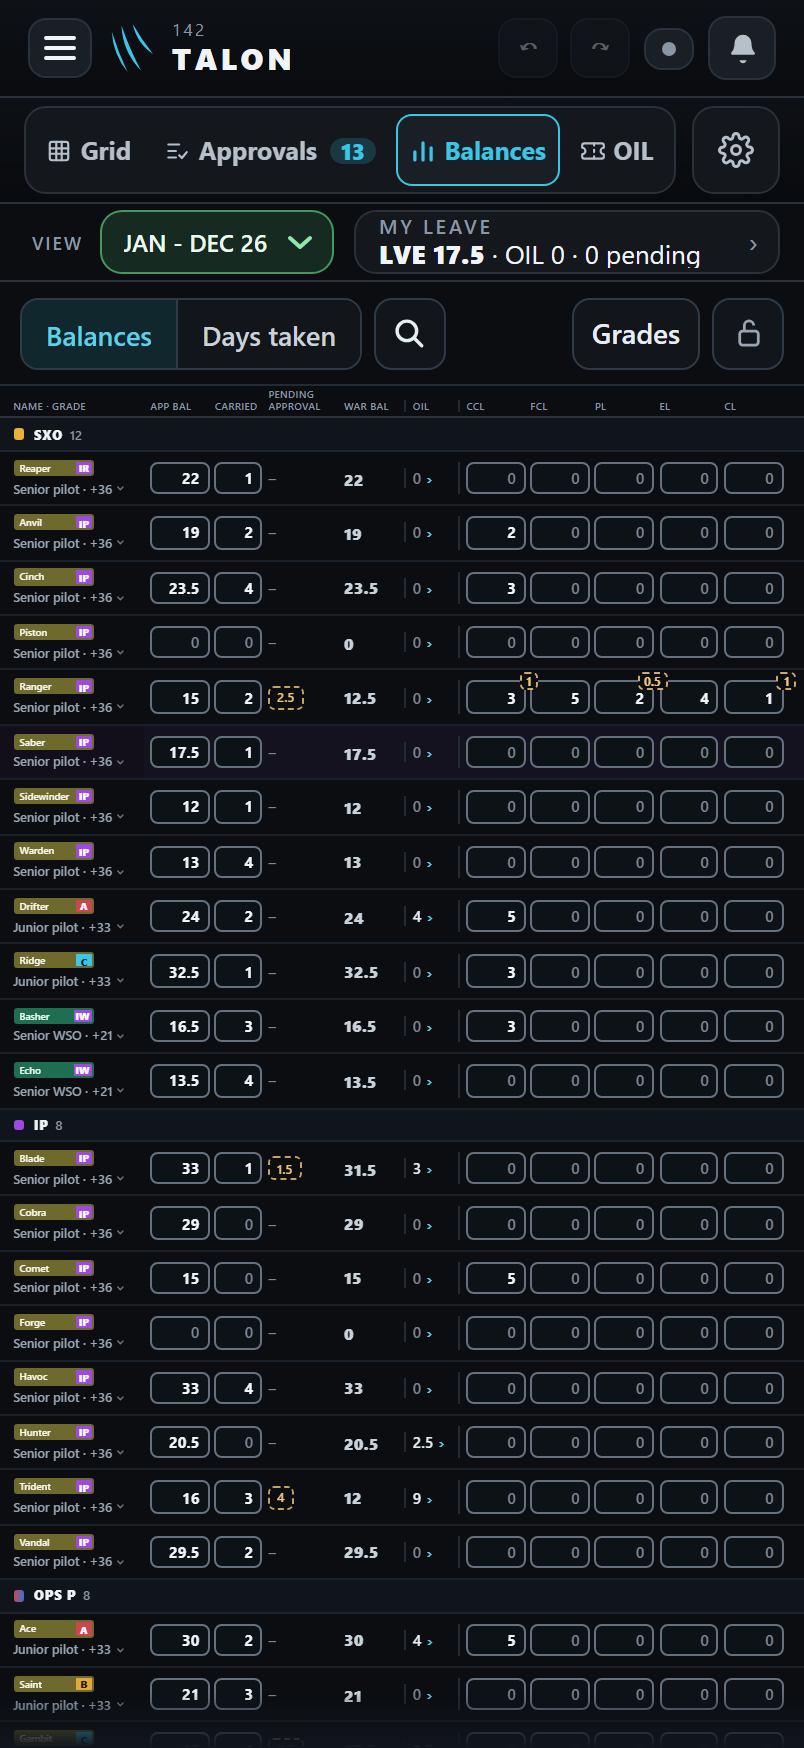 142
TALON
Grid
Approvals 13
Balances
OIL
VIEW
JAN - DEC 26
MY LEAVE
LVE 17.5 · OIL 0 · 0 pending
Balances
Days taken
Grades
NAME · GRADE APP BAL CARRIED PENDING APPROVAL WAR BAL OIL CCL FCL PL EL CL
SXO 12
Reaper IR
Senior pilot · +36 22 1 – 22 0 › 0 0 0 0 0
Anvil IP
Senior pilot · +36 19 2 – 19 0 › 2 0 0 0 0
Cinch IP
Senior pilot · +36 23.5 4 – 23.5 0 › 3 0 0 0 0
Piston IP
Senior pilot · +36 0 0 – 0 0 › 0 0 0 0 0
Ranger IP
Senior pilot · +36 15 2 2.5 12.5 0 › 3 1 5 2 0.5 4 1 1
Saber IP
Senior pilot · +36 17.5 1 – 17.5 0 › 0 0 0 0 0
Sidewinder IP
Senior pilot · +36 12 1 – 12 0 › 0 0 0 0 0
Warden IP
Senior pilot · +36 13 4 – 13 0 › 0 0 0 0 0
Drifter A
Junior pilot · +33 24 2 – 24 4 › 5 0 0 0 0
Ridge C
Junior pilot · +33 32.5 1 – 32.5 0 › 3 0 0 0 0
Basher IW
Senior WSO · +21 16.5 3 – 16.5 0 › 3 0 0 0 0
Echo IW
Senior WSO · +21 13.5 4 – 13.5 0 › 0 0 0 0 0
IP 8
Blade IP
Senior pilot · +36 33 1 1.5 31.5 3 › 0 0 0 0 0
Cobra IP
Senior pilot · +36 29 0 – 29 0 › 0 0 0 0 0
Comet IP
Senior pilot · +36 15 0 – 15 0 › 5 0 0 0 0
Forge IP
Senior pilot · +36 0 0 – 0 0 › 0 0 0 0 0
Havoc IP
Senior pilot · +36 33 4 – 33 0 › 0 0 0 0 0
Hunter IP
Senior pilot · +36 20.5 0 – 20.5 2.5 › 0 0 0 0 0
Trident IP
Senior pilot · +36 16 3 4 12 9 › 0 0 0 0 0
Vandal IP
Senior pilot · +36 29.5 2 – 29.5 0 › 0 0 0 0 0
OPS P 8
Ace A
Junior pilot · +33 30 2 – 30 4 › 5 0 0 0 0
Saint B
Junior pilot · +33 21 3 – 21 0 › 0 0 0 0 0
Gambit C